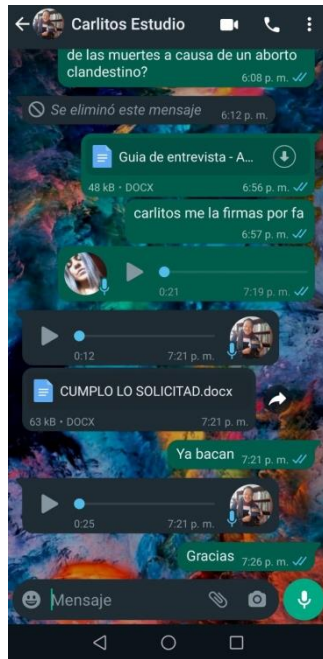 Carlitos Estudio
de las muertes a causa de un aborto
clandestino?
6:08 p. m.
Se eliminó este mensaje 6:12 p. m.
Guia de entrevista - A...
48 kB • DOCX 6:56 p. m.
carlitos me la firmas por fa
6:57 p. m.
0:21 7:19 p. m.
0:12 7:21 p. m.
CUMPLO LO SOLICITAD.docx
63 kB • DOCX 7:21 p. m.
Ya bacan 7:21 p. m.
0:25 7:21 p. m.
Gracias 7:26 p. m.
Mensaje